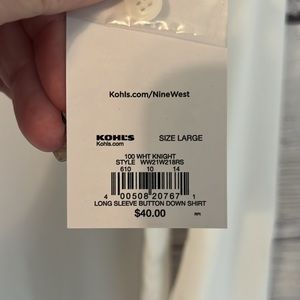 Kohls.com/NineWest
KOHL'S SIZE LARGE
Kohls.com
100 WHT KNIGHT
STYLE WW21W218RS
610 10 14
4 00508 20767 1
LONG SLEEVE BUTTON DOWN SHIRT
$40.00 RPI